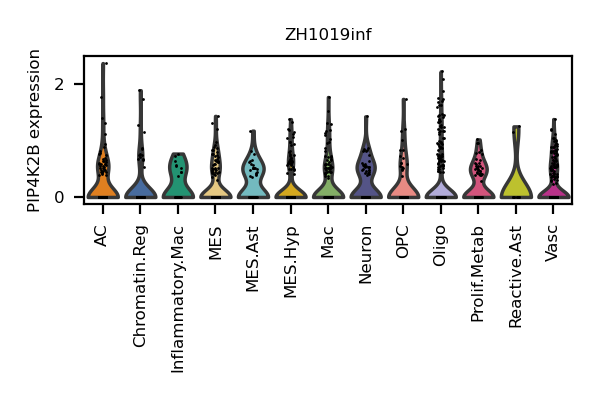 ZH1019inf
PIP4K2B expression
2
0
AC
Chromatin.Reg
Inflammatory.Mac
MES
MES.Ast
MES.Hyp
Mac
Neuron
OPC
Oligo
Prolif.Metab
Reactive.Ast
Vasc